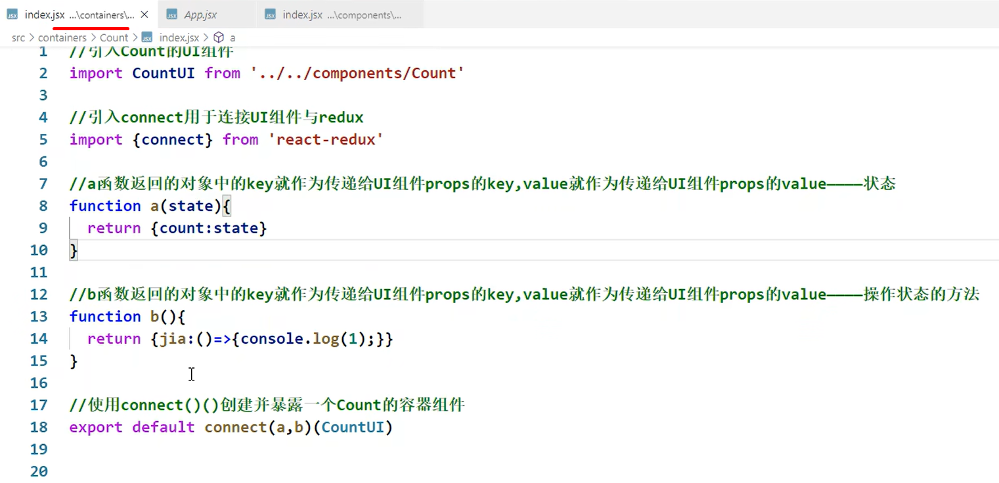 index.jsx ...\containers\... × App.jsx index.jsx ...\components\...
src > containers > Count > index.jsx > a
1 //引入Count的UI组件
2 import CountUI from '../../components/Count'
3
4 //引入connect用于连接UI组件与redux
5 import {connect} from 'react-redux'
6
7 //a函数返回的对象中的key就作为传递给UI组件props的key,value就作为传递给UI组件props的value————状态
8 function a(state){
9 return {count:state}
10 }
11
12 //b函数返回的对象中的key就作为传递给UI组件props的key,value就作为传递给UI组件props的value————操作状态的方法
13 function b(){
14 return {jia:()=>{console.log(1);}}
15 }
16
17 //使用connect()()创建并暴露一个Count的容器组件
18 export default connect(a,b)(CountUI)
19
20